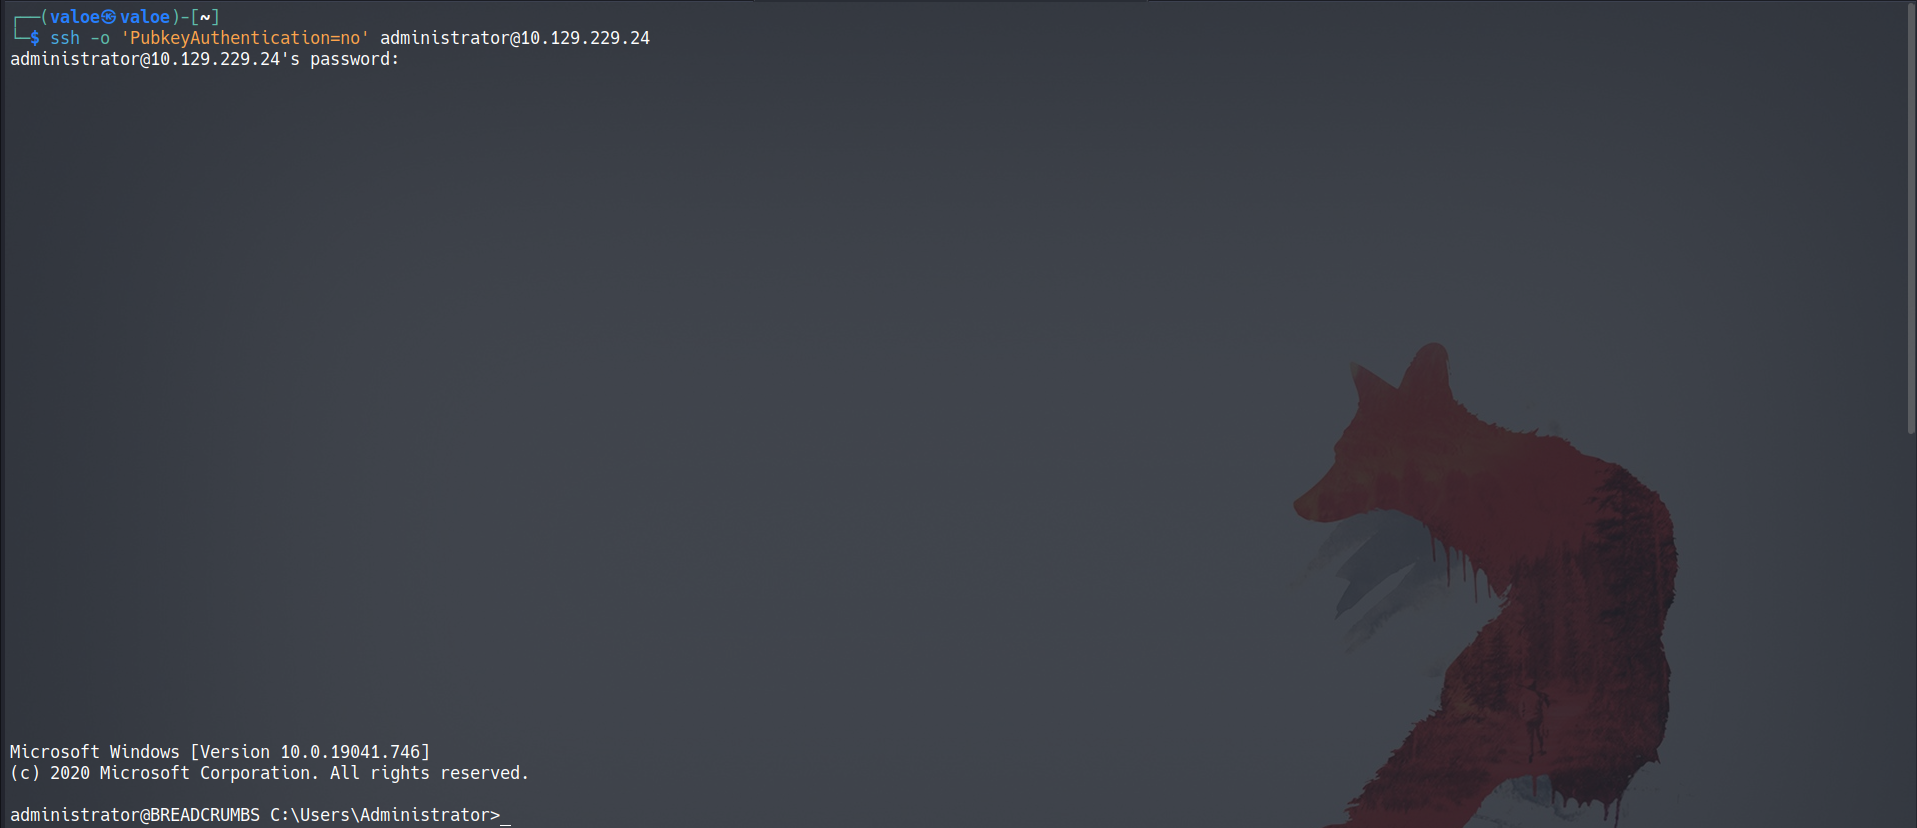 ┌──(valoe㉿valoe)-[~]
└─$ ssh -o 'PubkeyAuthentication=no' administrator@10.129.229.24
administrator@10.129.229.24's password:
Microsoft Windows [Version 10.0.19041.746]
(c) 2020 Microsoft Corporation. All rights reserved.
administrator@BREADCRUMBS C:\Users\Administrator>_